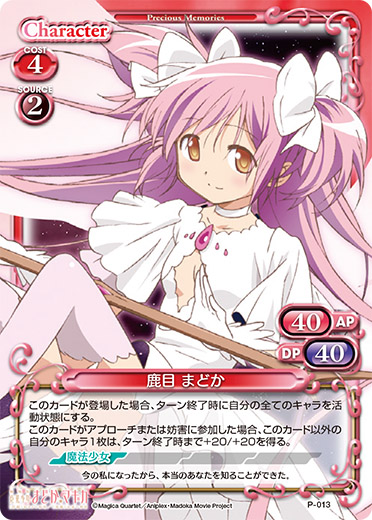 Precious Memories
Character
COST
4
SOURCE
2
40 AP
DP 40
鹿目 まどか
このカードが登場した場合、ターン終了時に自分の全てのキャラを活
動状態にする。
このカードがアプローチまたは妨害に参加した場合、このカード以外の
自分のキャラ1枚は、ターン終了時まで+20/+20を得る。
魔法少女
今の私になったから、本当のあなたを知ることができた。
©Magica Quartet／Aniplex・Madoka Movie Project
P-013